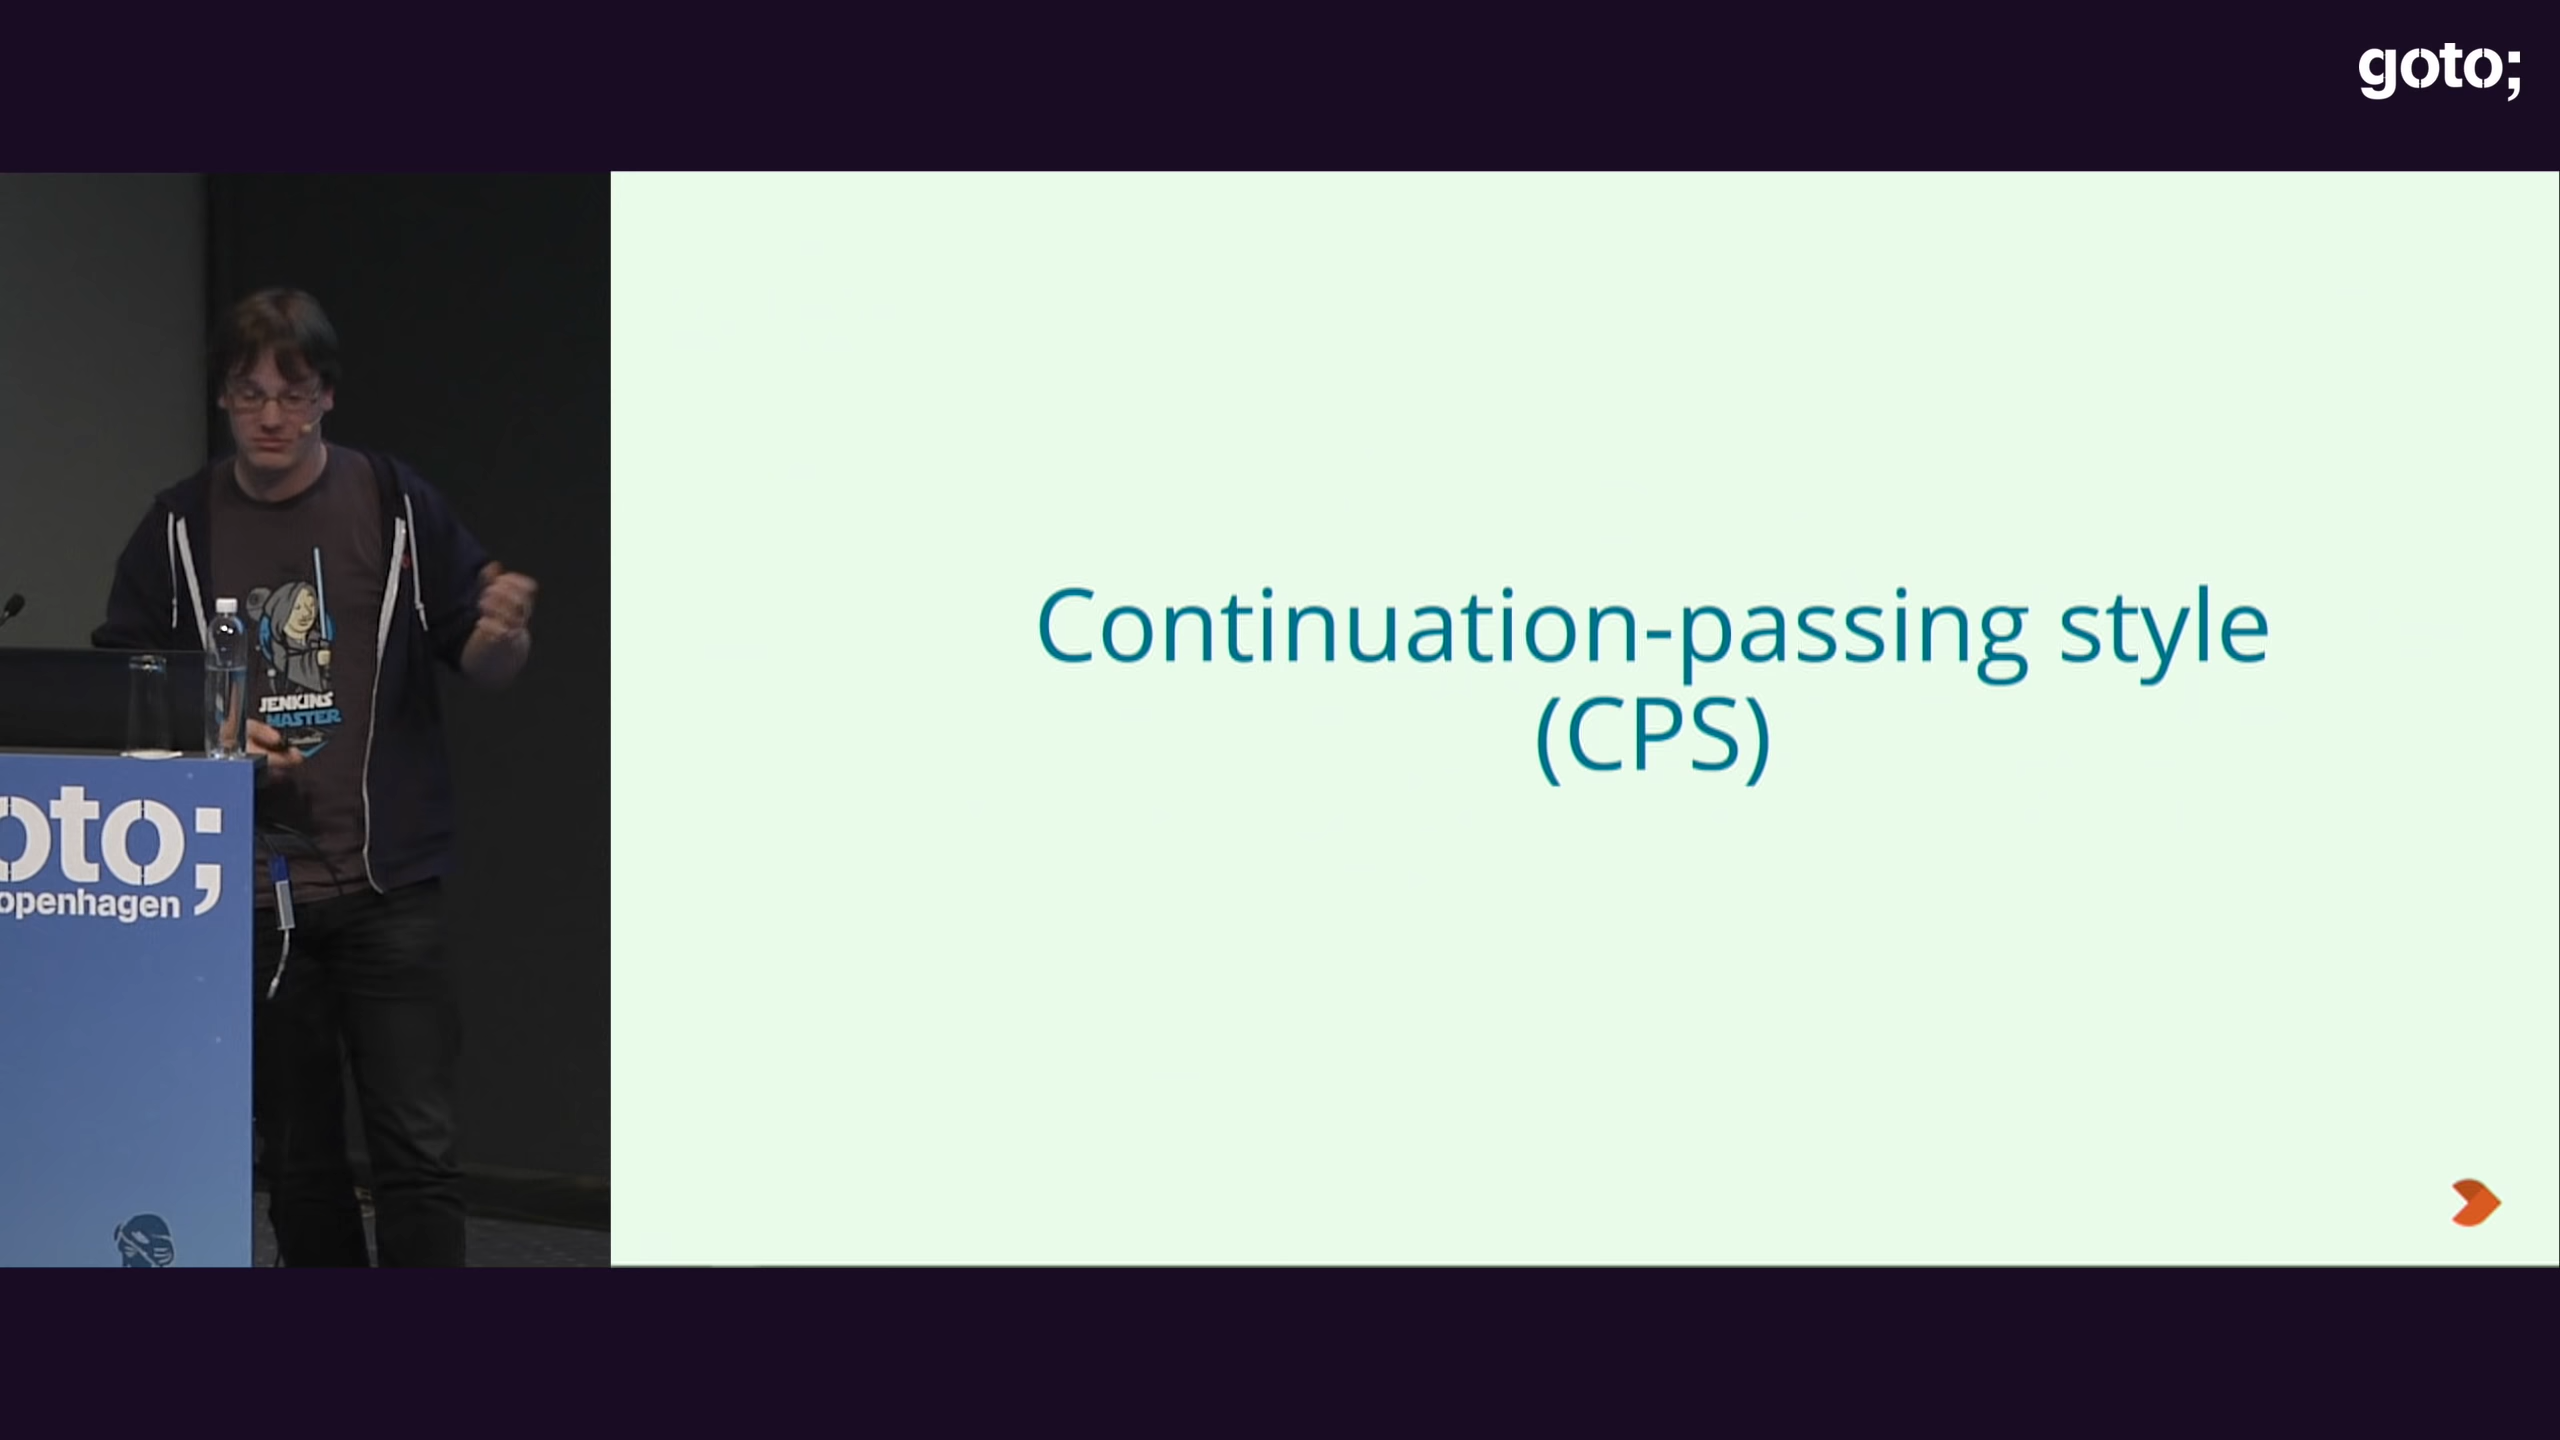 goto;
Continuation-passing style
(CPS)
JENKINS
MASTER
oto;
openhagen